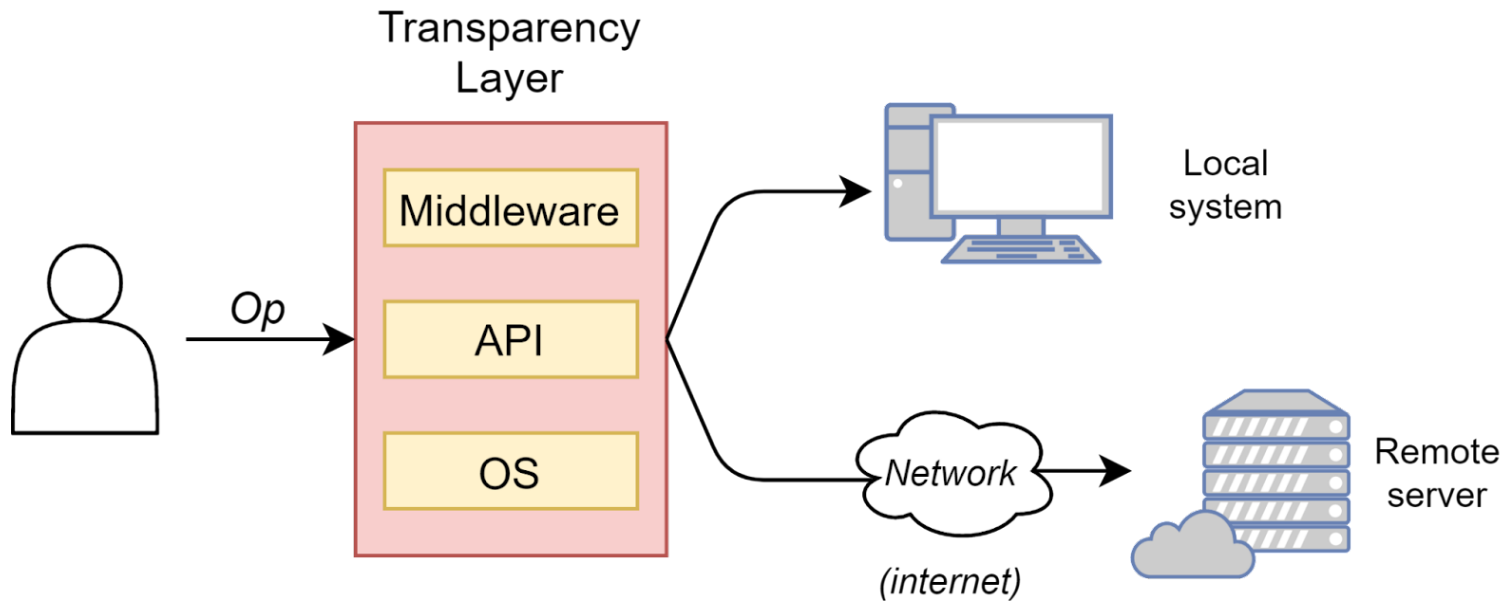 Transparency
Layer
Middleware
API
OS
Op
Local
system
Network
(internet)
Remote
server